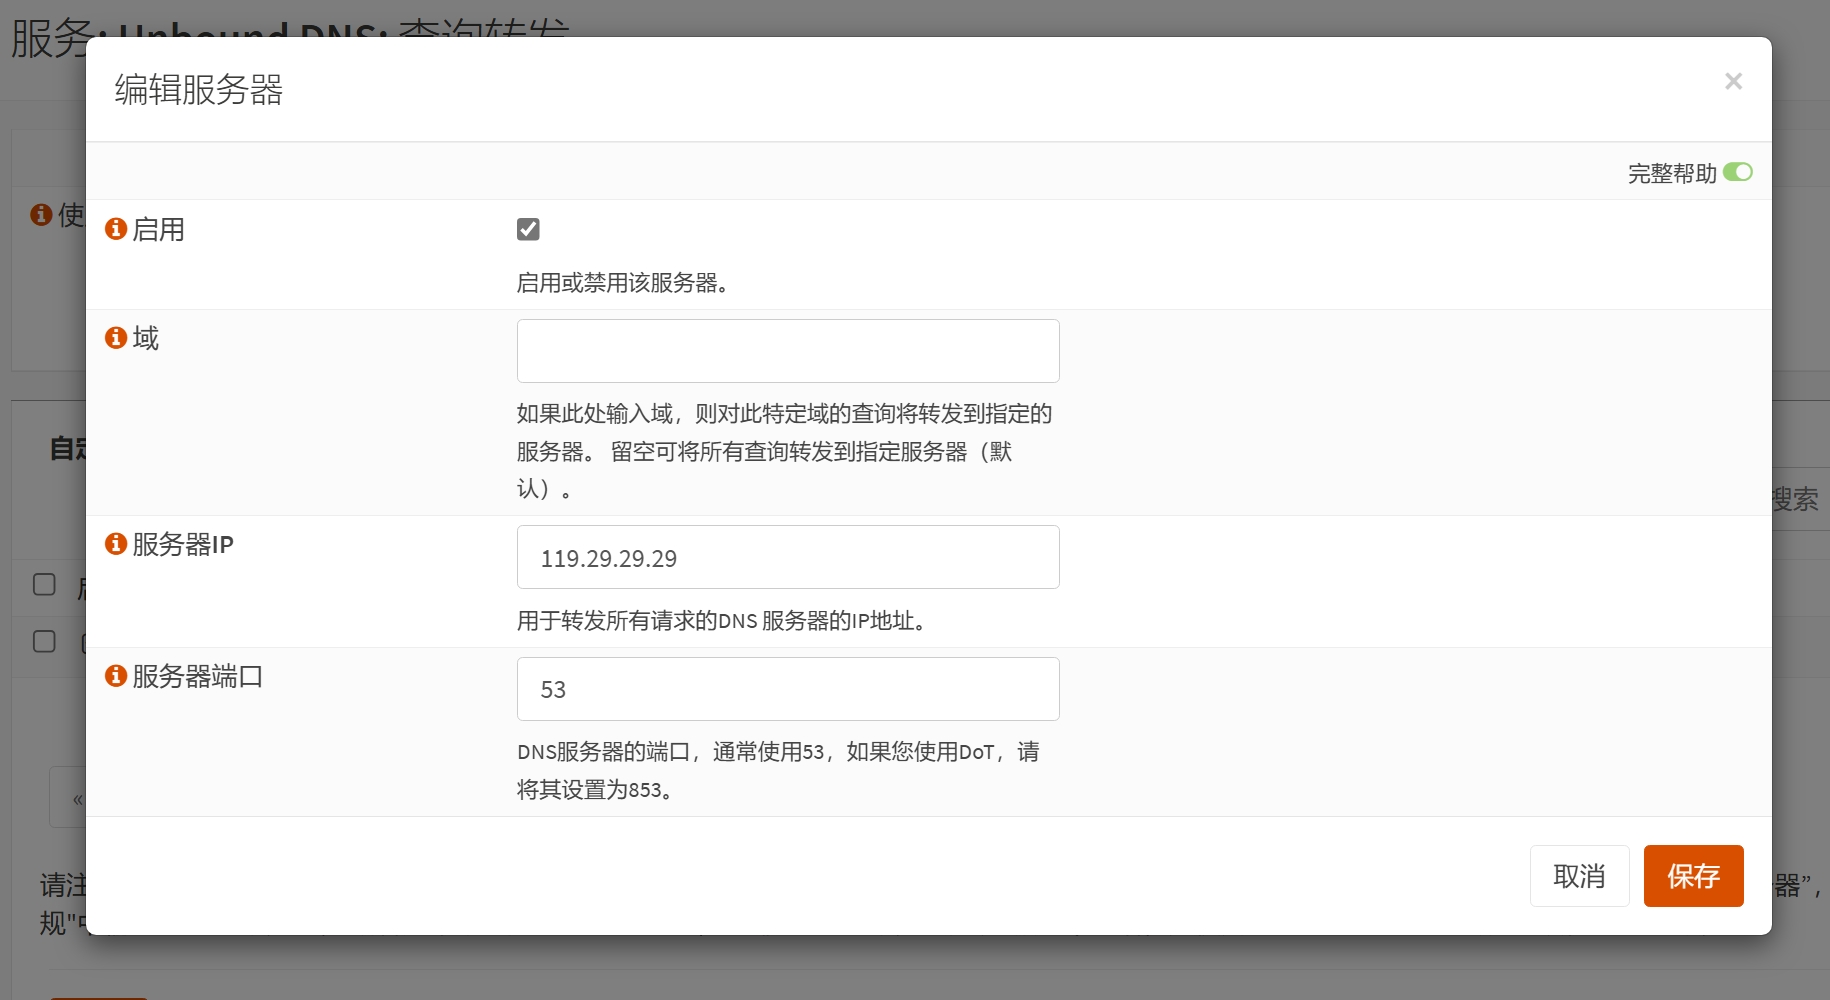 服务: Unbound DNS: 查询转发
编辑服务器
×
完整帮助
使
启用
启用或禁用该服务器。
域
如果此处输入域，则对此特定域的查询将转发到指定的
服务器。 留空可将所有查询转发到指定服务器（默
认）。
自定
搜索
服务器IP
119.29.29.29
用于转发所有请求的DNS 服务器的IP地址。
服务器端口
53
DNS服务器的端口，通常使用53，如果您使用DoT，请
将其设置为853。
«
取消
保存
请注
器”，
规"中